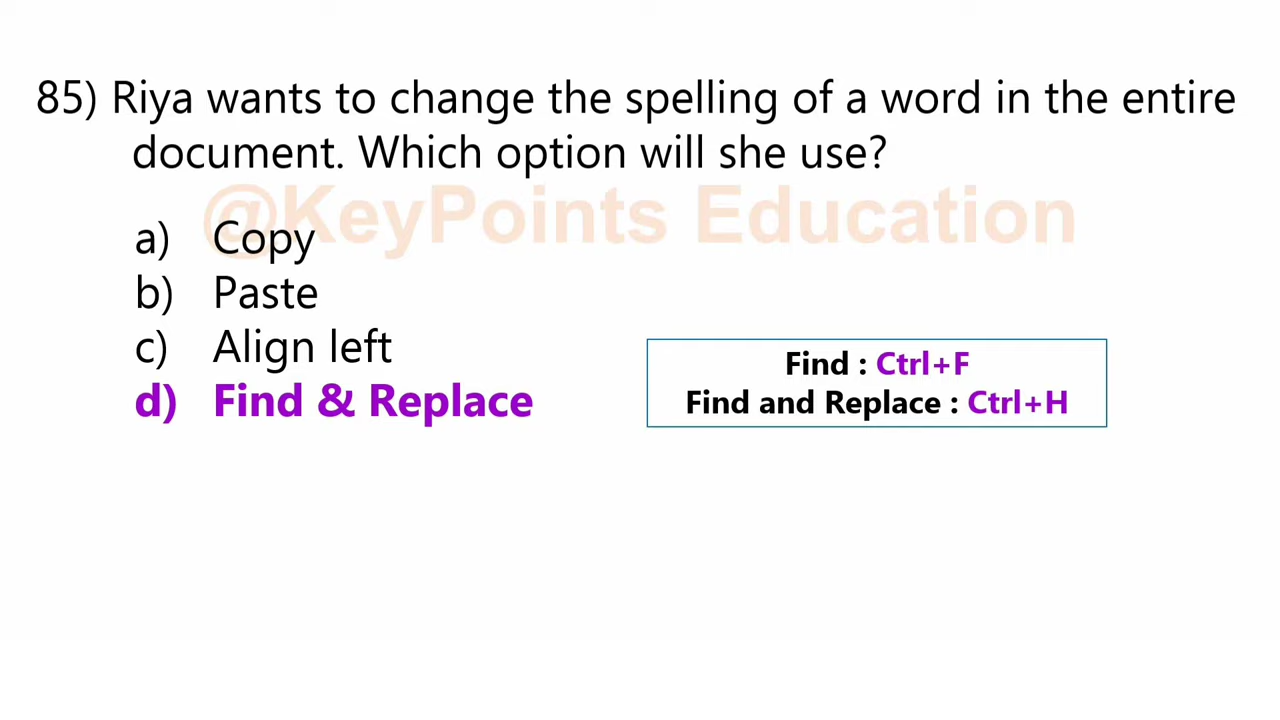 85) Riya wants to change the spelling of a word in the entire
document. Which option will she use?
@KeyPoints Education
a) Copy
b) Paste
c) Align left
d) Find & Replace
Find : Ctrl+F
Find and Replace : Ctrl+H